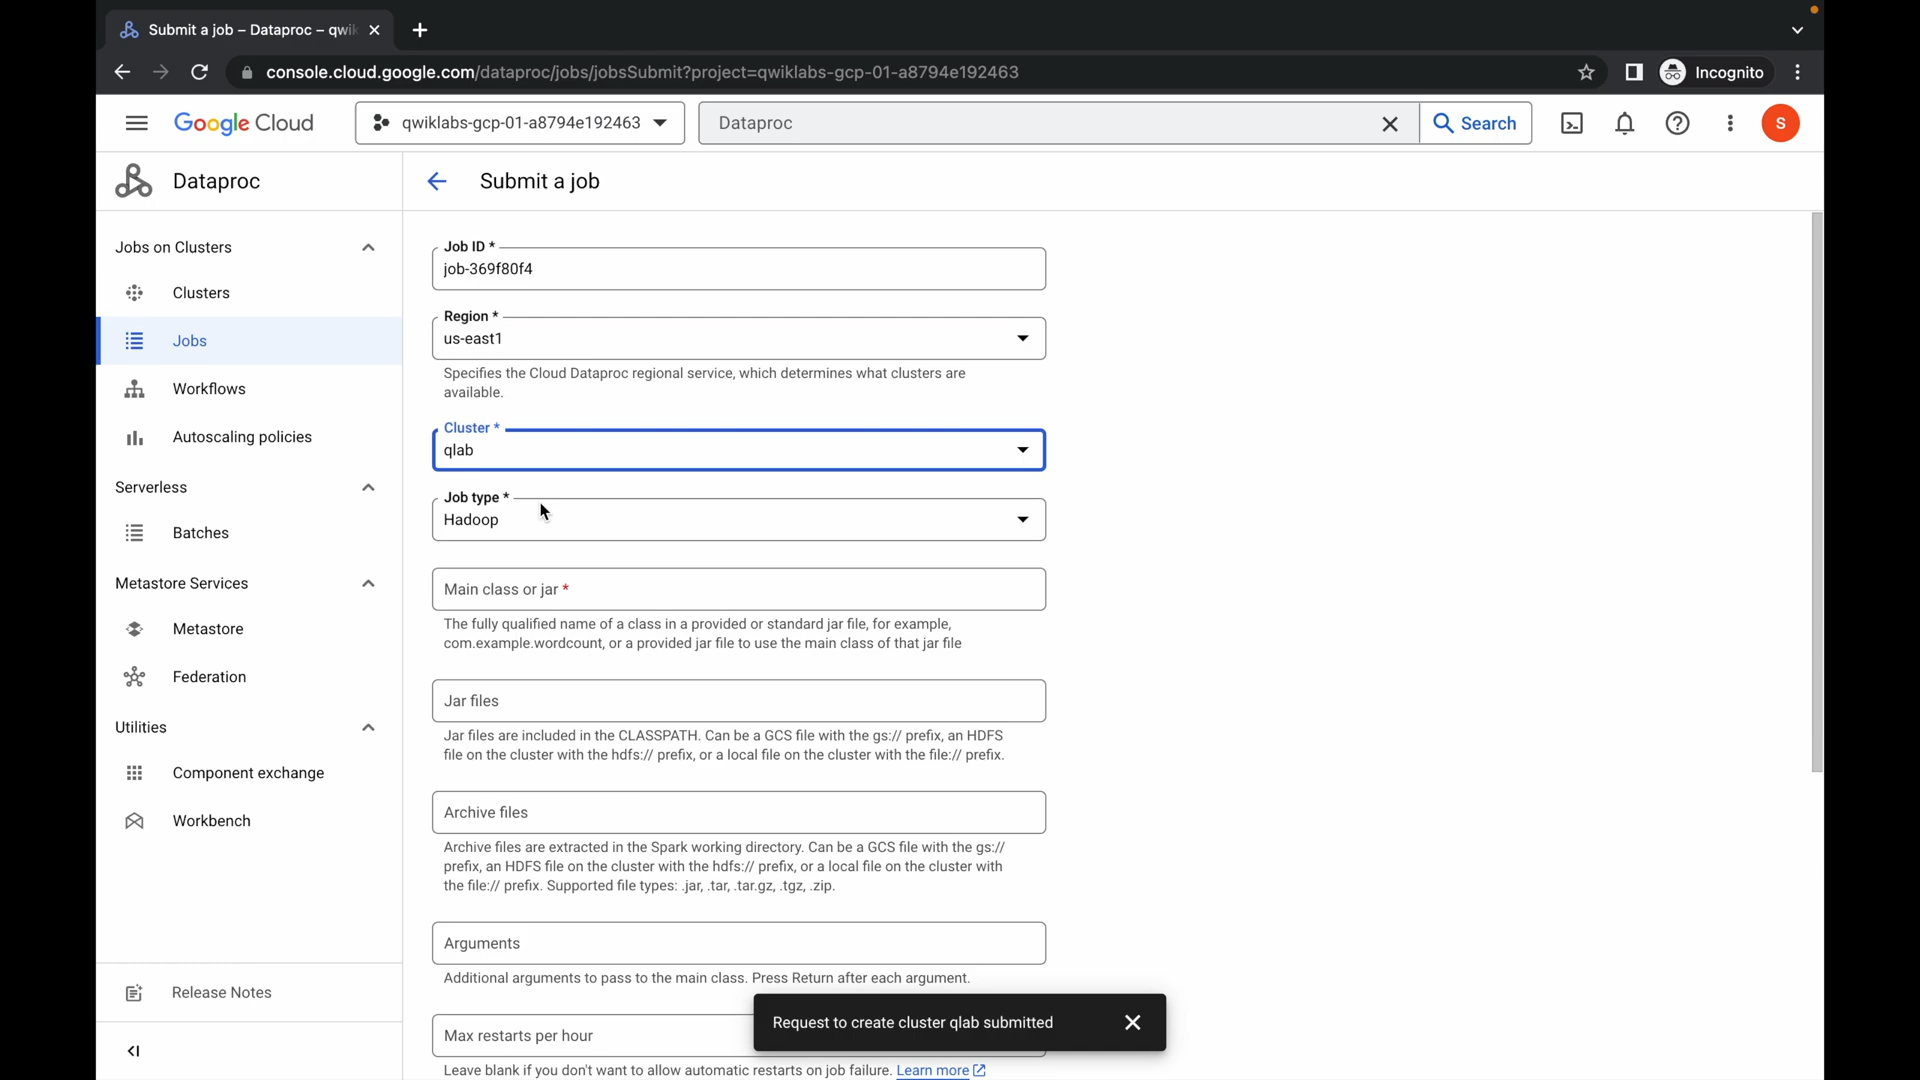 Submit a job – Dataproc – qwik
console.cloud.google.com/dataproc/jobs/jobsSubmit?project=qwiklabs-gcp-01-a8794e192463
Incognito
Google Cloud
qwiklabs-gcp-01-a8794e192463
Dataproc
Search
S
Dataproc
Submit a job
Jobs on Clusters
Clusters
Jobs
Workflows
Autoscaling policies
Serverless
Batches
Metastore Services
Metastore
Federation
Utilities
Component exchange
Workbench
Release Notes
Job ID *
job-369f80f4
Region *
us-east1
Specifies the Cloud Dataproc regional service, which determines what clusters are
available.
Cluster *
qlab
Job type *
Hadoop
Main class or jar *
The fully qualified name of a class in a provided or standard jar file, for example,
com.example.wordcount, or a provided jar file to use the main class of that jar file
Jar files
Jar files are included in the CLASSPATH. Can be a GCS file with the gs:// prefix, an HDFS
file on the cluster with the hdfs:// prefix, or a local file on the cluster with the file:// prefix.
Archive files
Archive files are extracted in the Spark working directory. Can be a GCS file with the gs://
prefix, an HDFS file on the cluster with the hdfs:// prefix, or a local file on the cluster with
the file:// prefix. Supported file types: .jar, .tar, .tar.gz, .tgz, .zip.
Arguments
Additional arguments to pass to the main class. Press Return after each argument.
Max restarts per hour
Leave blank if you don't want to allow automatic restarts on job failure. Learn more
Request to create cluster qlab submitted